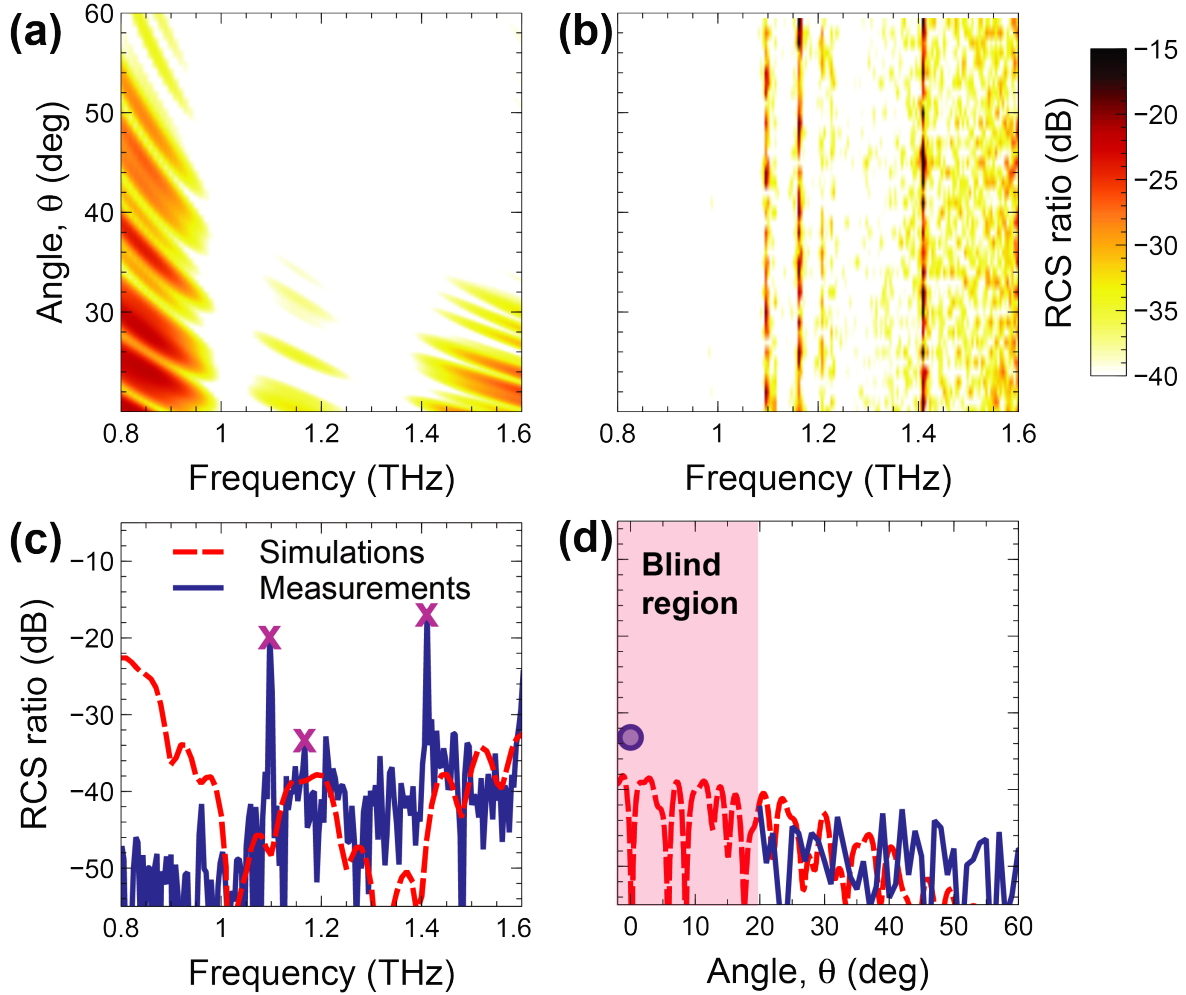 (a)
60
50
40
30
Angle, θ (deg)
0.8 1 1.2 1.4 1.6
Frequency (THz)
(b)
0.8 1 1.2 1.4 1.6
Frequency (THz)
RCS ratio (dB)
−15
−20
−25
−30
−35
−40
(c)
Simulations
Measurements
−10
−20
−30
−40
−50
RCS ratio (dB)
0.8 1 1.2 1.4 1.6
Frequency (THz)
(d)
Blind
region
0 10 20 30 40 50 60
Angle, θ (deg)